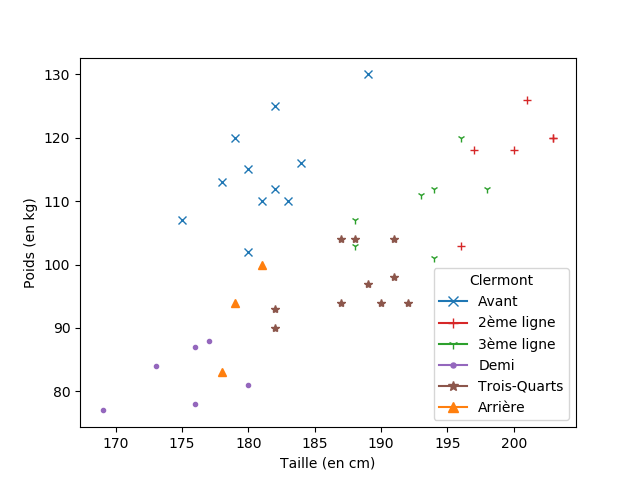 130
120
110
100
90
80
Poids (en kg)
170
175
180
185
190
195
200
Taille (en cm)
Clermont
Avant
2ème ligne
3ème ligne
Demi
Trois-Quarts
Arrière